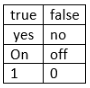 true false
yes no
On off
1 0